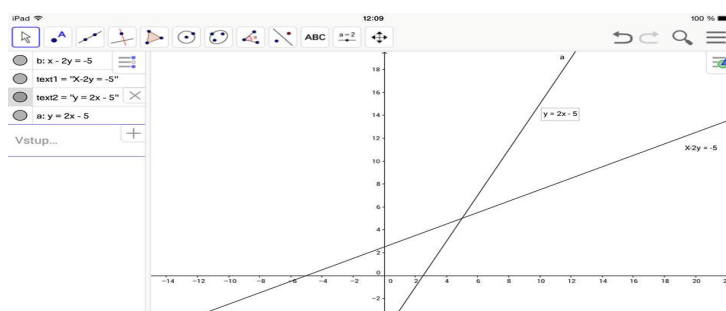 iPad 12:09 100 %
ABC a=2
b: x - 2y = -5
text1 = "X-2y = -5"
text2 = "y = 2x - 5"
a: y = 2x - 5
Vstup...
a
18
16
14
y = 2x - 5
12
X-2y = -5
10
8
6
4
2
0
-14 -12 -10 -8 -6 -4 -2 0 2 4 6 8 10 12 14 16 18 20
-2